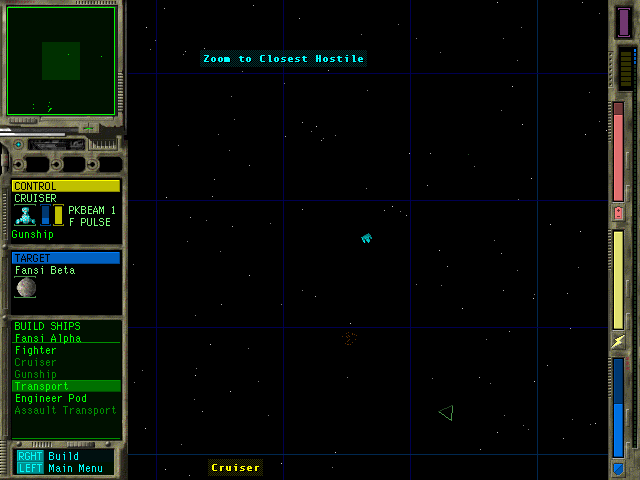 Zoom to Closest Hostile
CONTROL
CRUISER
PKBEAM 1
F PULSE
Gunship
TARGET
Fansi Beta
BUILD SHIPS
Fansi Alpha
Fighter
Cruiser
Gunship
Transport
Engineer Pod
Assault Transport
RGHT Build
LEFT Main Menu
Cruiser